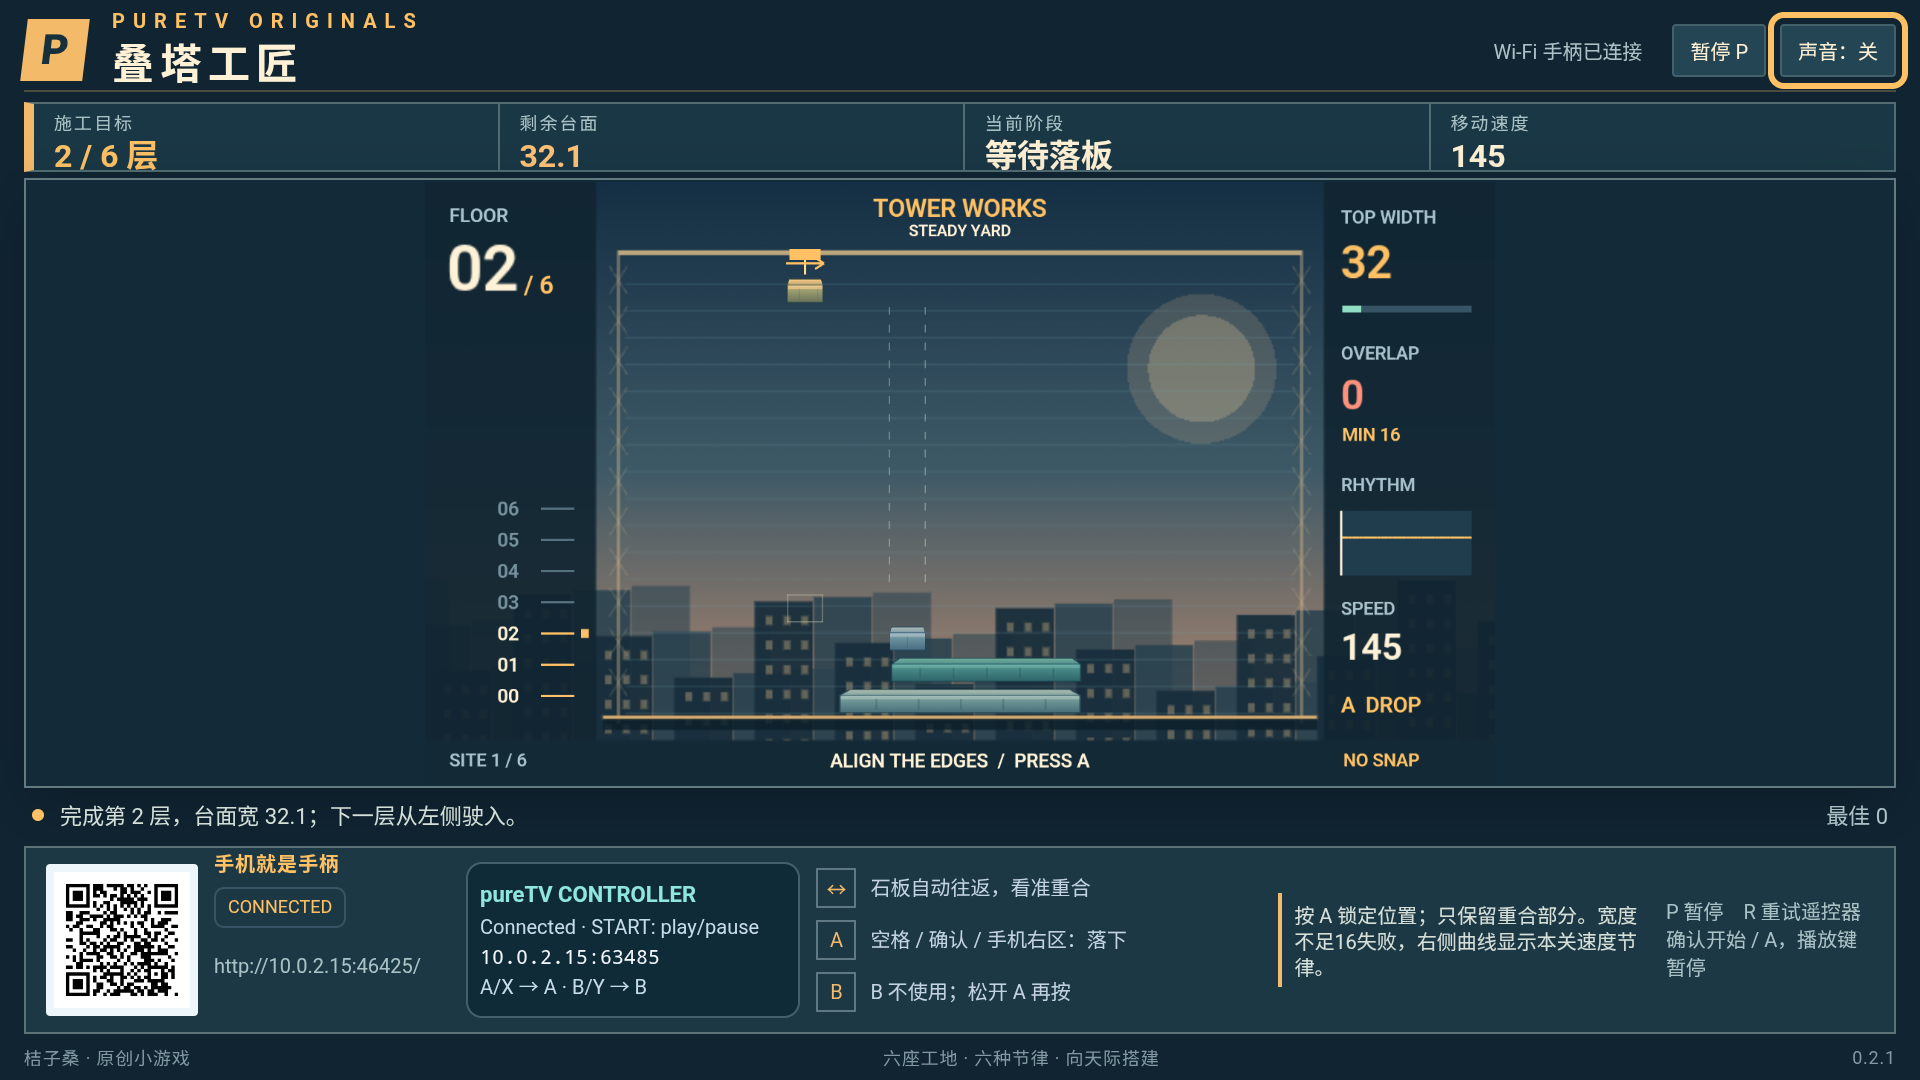 P
PURETV ORIGINALS
叠塔工匠
Wi-Fi 手柄已连接
暂停 P
声音：关
施工目标
2 / 6 层
剩余台面
32.1
当前阶段
等待落板
移动速度
145
FLOOR
02 / 6
06
05
04
03
02
01
00
SITE 1 / 6
TOWER WORKS
STEADY YARD
ALIGN THE EDGES / PRESS A
TOP WIDTH
32
OVERLAP
0
MIN 16
RHYTHM
SPEED
145
A DROP
NO SNAP
完成第 2 层，台面宽 32.1；下一层从左侧驶入。
最佳 0
手机就是手柄
CONNECTED
http://10.0.2.15:46425/
pureTV CONTROLLER
Connected · START: play/pause
10.0.2.15:63485
A/X → A · B/Y → B
↔ 石板自动往返，看准重合
A 空格 / 确认 / 手机右区：落下
B B 不使用；松开 A 再按
按 A 锁定位置；只保留重合部分。宽度
不足16失败，右侧曲线显示本关速度节
律。
P 暂停 R 重试遥控器
确认开始 / A，播放键
暂停
桔子桑 · 原创小游戏
六座工地 · 六种节律 · 向天际搭建
0.2.1